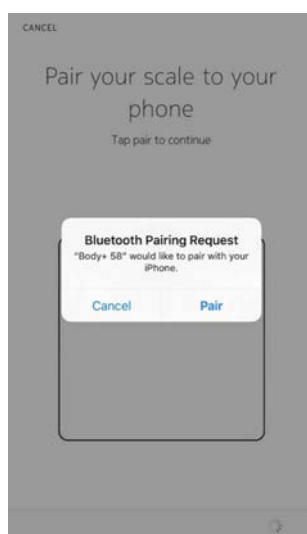 CANCEL
Pair your scale to your
phone
Tap pair to continue
Bluetooth Pairing Request
"Body+ 58" would like to pair with your
iPhone.
Cancel Pair